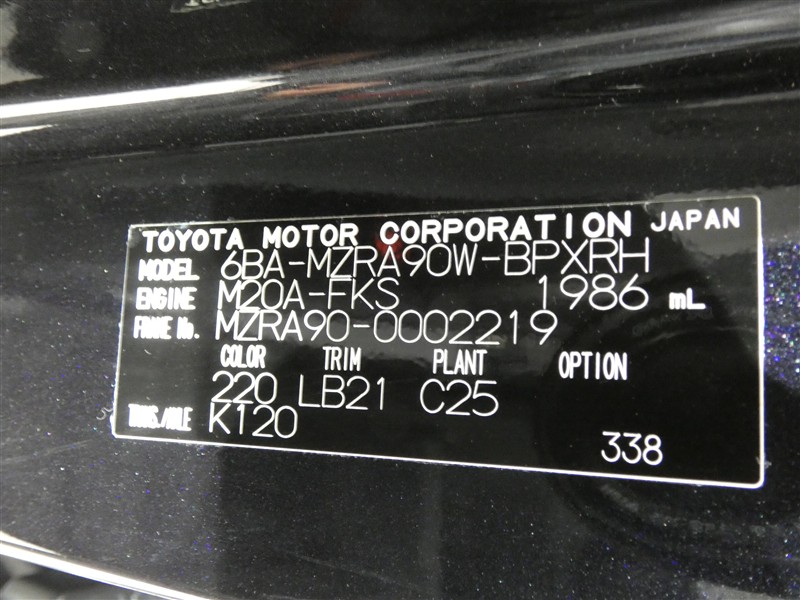 TOYOTA MOTOR CORPORATION JAPAN
MODEL 6BA-MZRA90W-BPXRH
ENGINE M20A-FKS 1986 mL
FRAME No. MZRA90-0002219
COLOR TRIM PLANT OPTION
220 LB21 C25
TRANS./AXLE K120
338